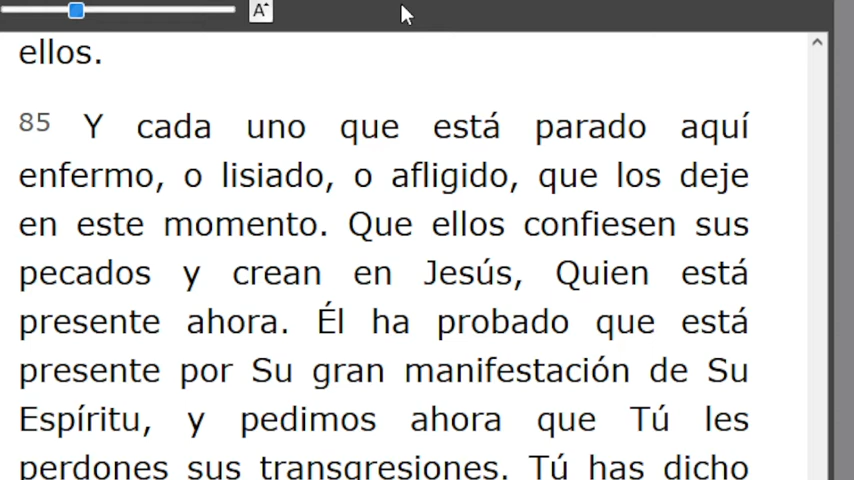 A
ellos.
85 Y cada uno que está parado aquí
enfermo, o lisiado, o afligido, que los deje
en este momento. Que ellos confiesen sus
pecados y crean en Jesús, Quien está
presente ahora. Él ha probado que está
presente por Su gran manifestación de Su
Espíritu, y pedimos ahora que Tú les
perdones sus transgresiones. Tú has dicho